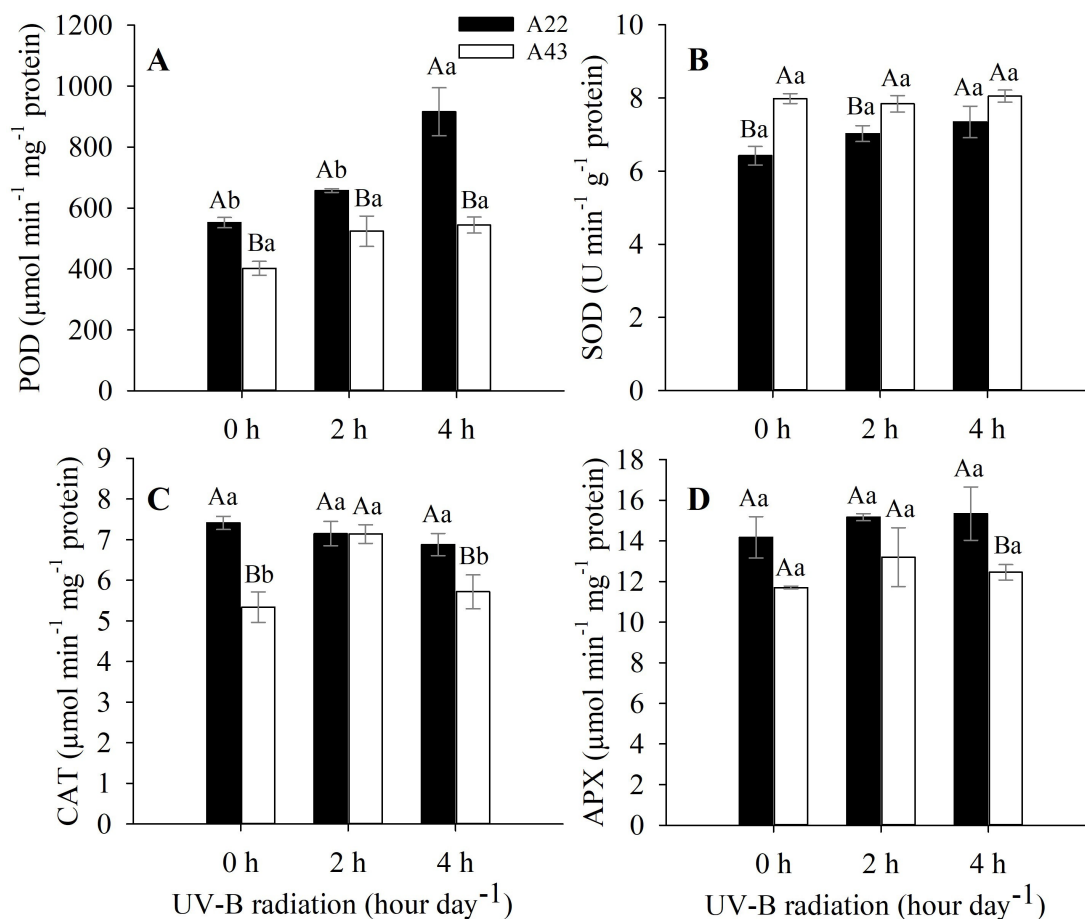 A
A22
A43
POD (µmol min-1 mg-1 protein)
1200
1000
800
600
400
200
0
Ab
Ba
Ab
Ba
Aa
Ba
0 h
2 h
4 h
B
SOD (U min-1 g-1 protein)
10
8
6
4
2
0
Ba
Aa
Ba
Aa
Aa
Aa
0 h
2 h
4 h
C
CAT (µmol min-1 mg-1 protein)
9
8
7
6
5
4
3
2
1
0
Aa
Bb
Aa
Aa
Aa
Bb
0 h
2 h
4 h
UV-B radiation (hour day-1)
D
APX (µmol min-1 mg-1 protein)
18
16
14
12
10
8
6
4
2
0
Aa
Aa
Aa
Aa
Aa
Ba
0 h
2 h
4 h
UV-B radiation (hour day-1)